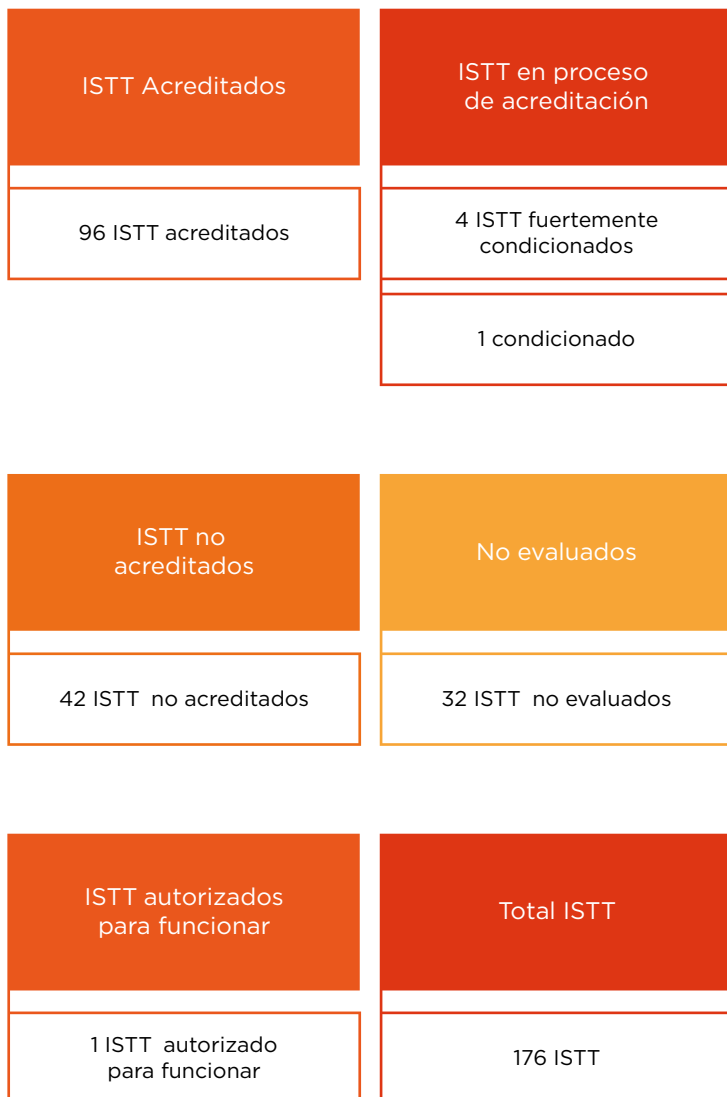 ISTT Acreditados
96 ISTT acreditados
ISTT en proceso
de acreditación
4 ISTT fuertemente
condicionados
1 condicionado
ISTT no
acreditados
42 ISTT no acreditados
No evaluados
32 ISTT no evaluados
ISTT autorizados
para funcionar
1 ISTT autorizado
para funcionar
Total ISTT
176 ISTT